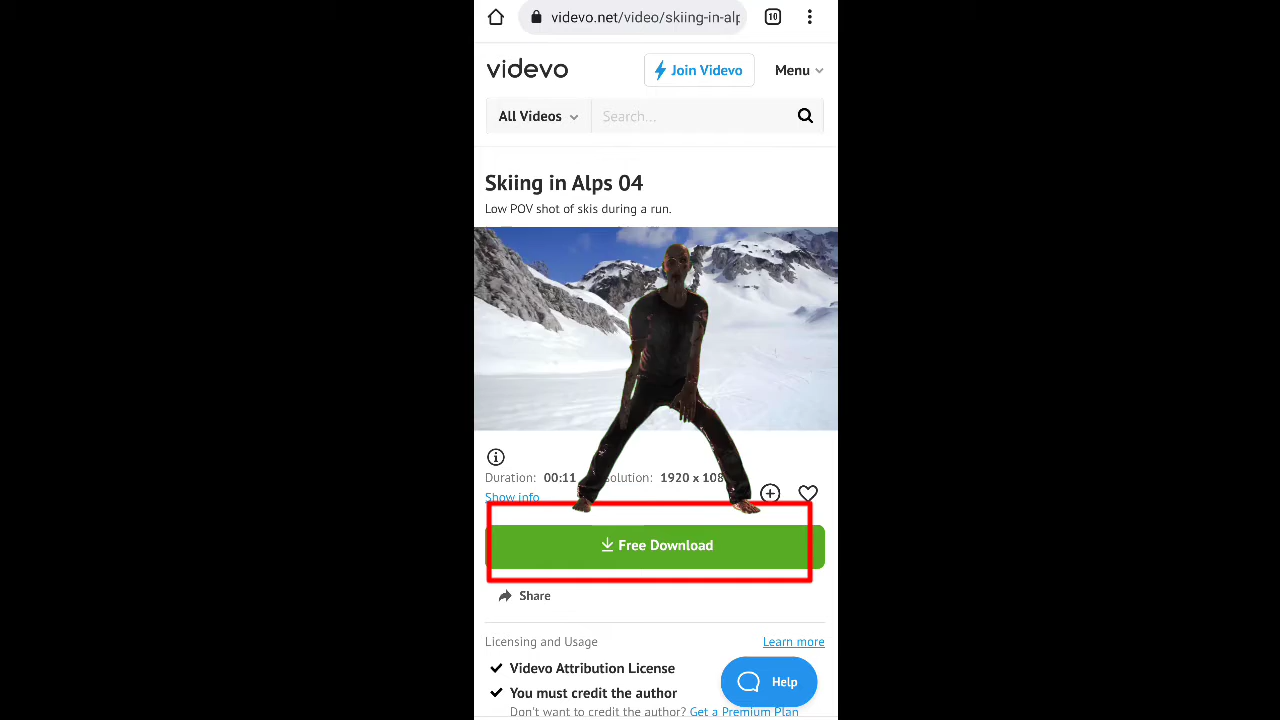 videvo.net/video/skiing-in-alp
10
videvo
Join Videvo
Menu
All Videos
Search...
Skiing in Alps 04
Low POV shot of skis during a run.
Duration: 00:11 solution: 1920 x 108
Show info
Free Download
Share
Licensing and Usage
Learn more
Videvo Attribution License
You must credit the author
Don't want to credit the author? Get a Premium Plan
Help